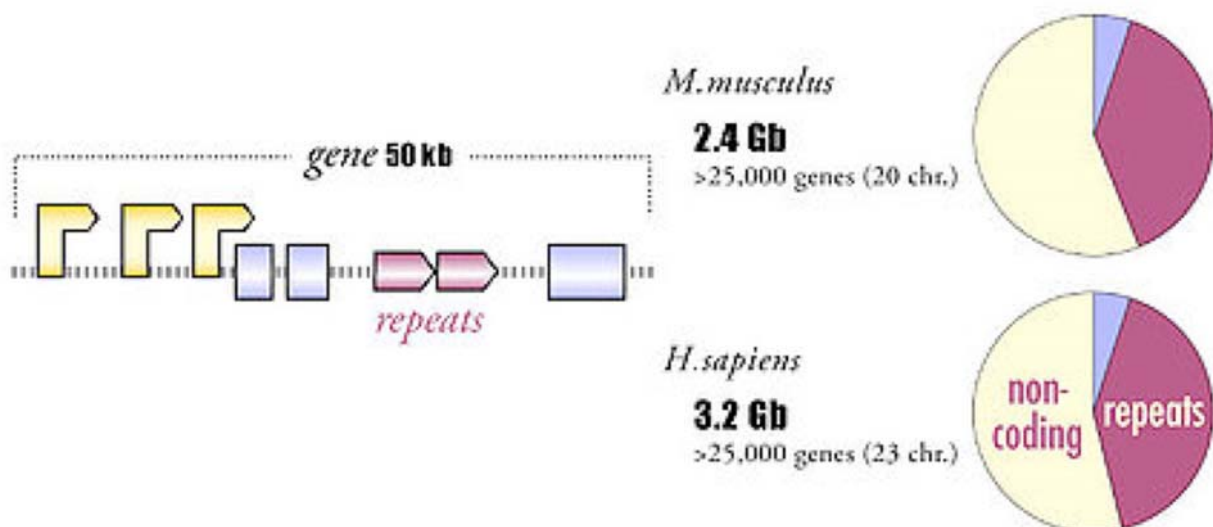 gene 50 kb
repeats
M.musculus
2.4 Gb
>25,000 genes (20 chr.)
H.sapiens
3.2 Gb
>25,000 genes (23 chr.)
non-
coding
repeats